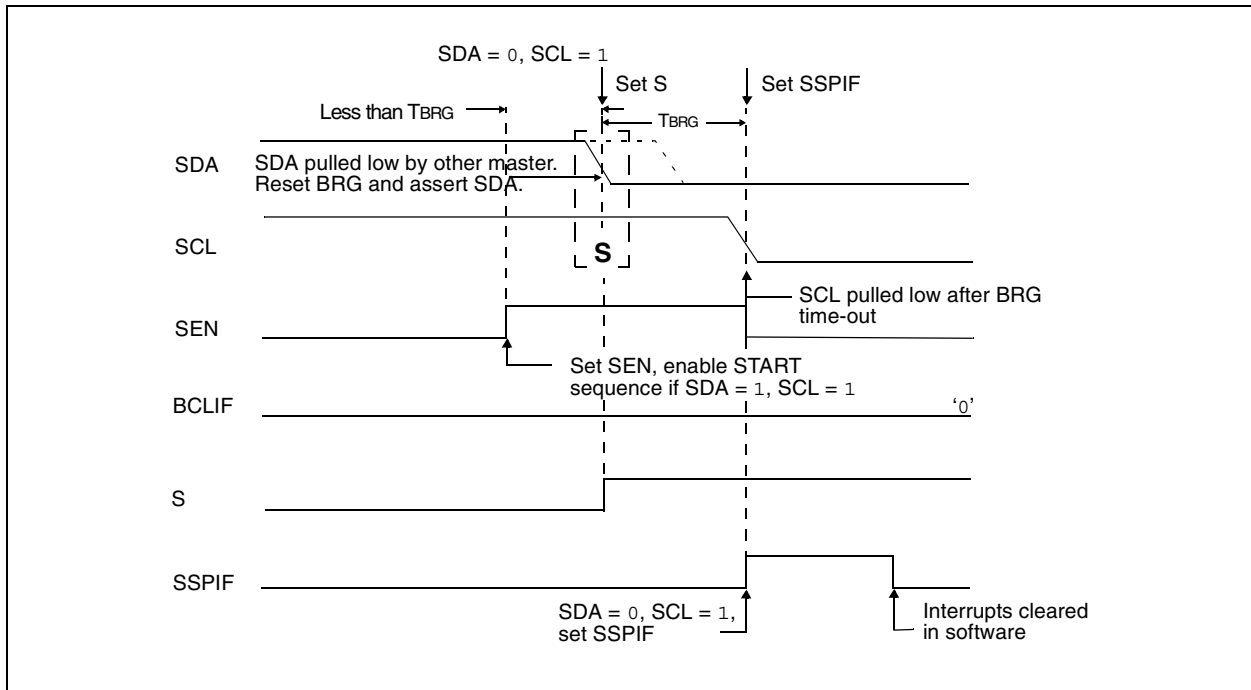 SDA = 0, SCL = 1
Set S
Set SSPIF
Less than TBRG
TBRG
SDA
SDA pulled low by other master.
Reset BRG and assert SDA.
SCL
S
SCL pulled low after BRG
time-out
SEN
Set SEN, enable START
sequence if SDA = 1, SCL = 1
BCLIF
‘0’
S
SSPIF
SDA = 0, SCL = 1,
set SSPIF
Interrupts cleared
in software